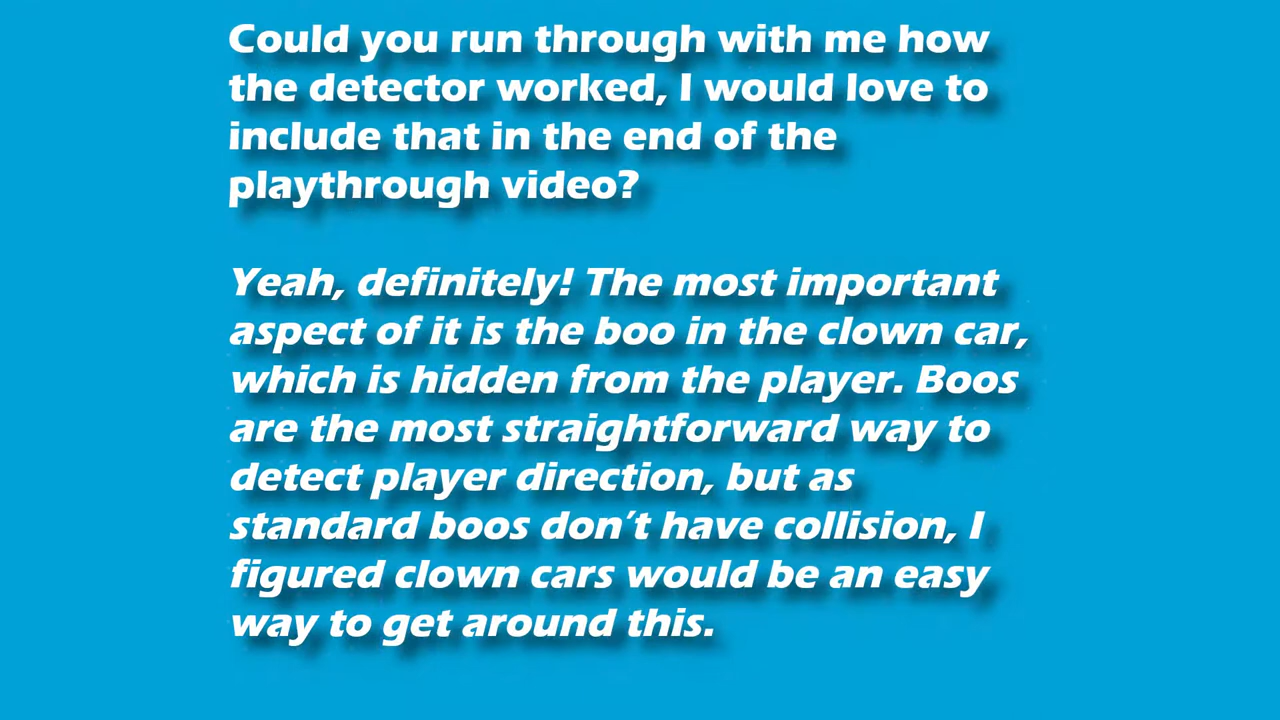 Could you run through with me how
the detector worked, I would love to
include that in the end of the
playthrough video?
Yeah, definitely! The most important
aspect of it is the boo in the clown car,
which is hidden from the player. Boos
are the most straightforward way to
detect player direction, but as
standard boos don't have collision, I
figured clown cars would be an easy
way to get around this.